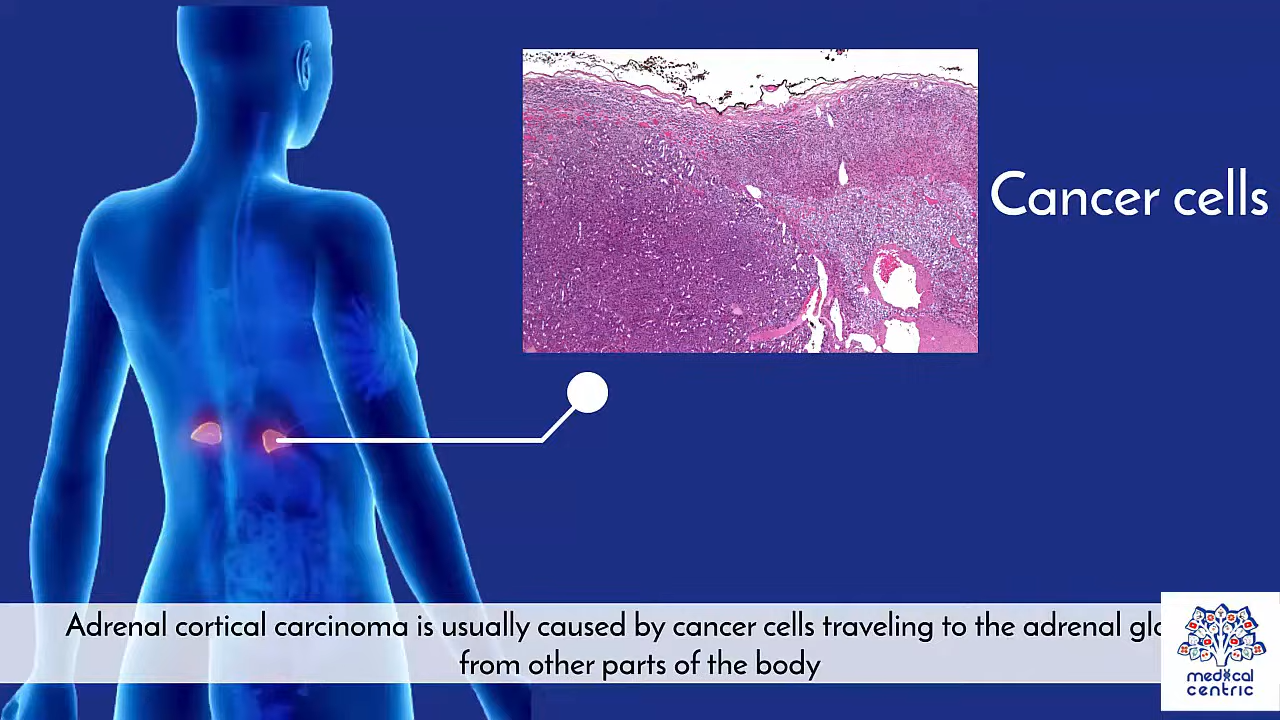 Cancer cells
Adrenal cortical carcinoma is usually caused by cancer cells traveling to the adrenal
from other parts of the body
medical
centric